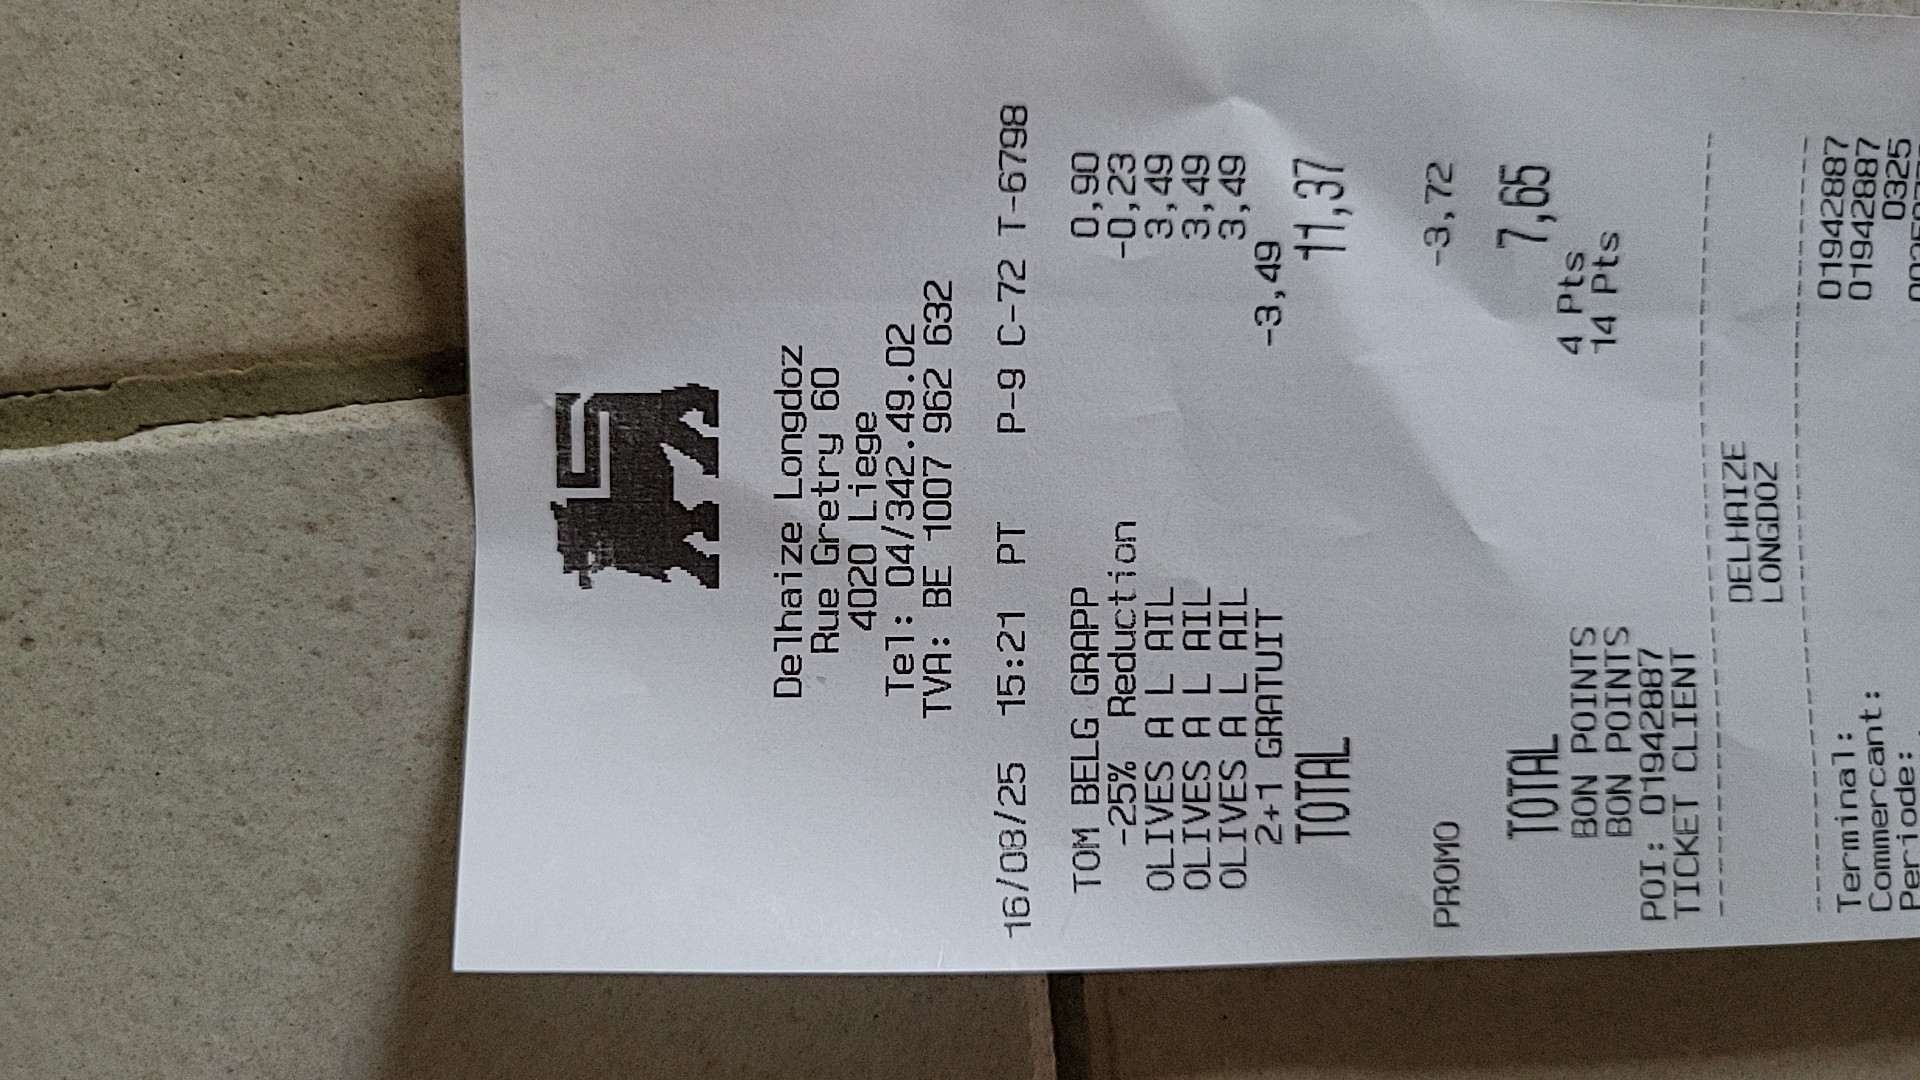 Delhaize Longdoz
Rue Gretry 60
4020 Liege
Tel: 04/342.49.02
TVA: BE 1007 962 632
16/08/25 15:21 PT P-9 C-72 T-6798
TOM BELG GRAPP 0,90
-25% Reduction -0,23
OLIVES A L AIL 3,49
OLIVES A L AIL 3,49
OLIVES A L AIL 3,49
2+1 GRATUIT -3,49
TOTAL 11,37
PROMO -3,72
TOTAL 7,65
BON POINTS 4 Pts
BON POINTS 14 Pts
POI: 01942887
TICKET CLIENT
--------------------------------
DELHAIZE
LONGDOZ
--------------------------------
Terminal: 01942887
Commercant: 01942887
Periode: 0325